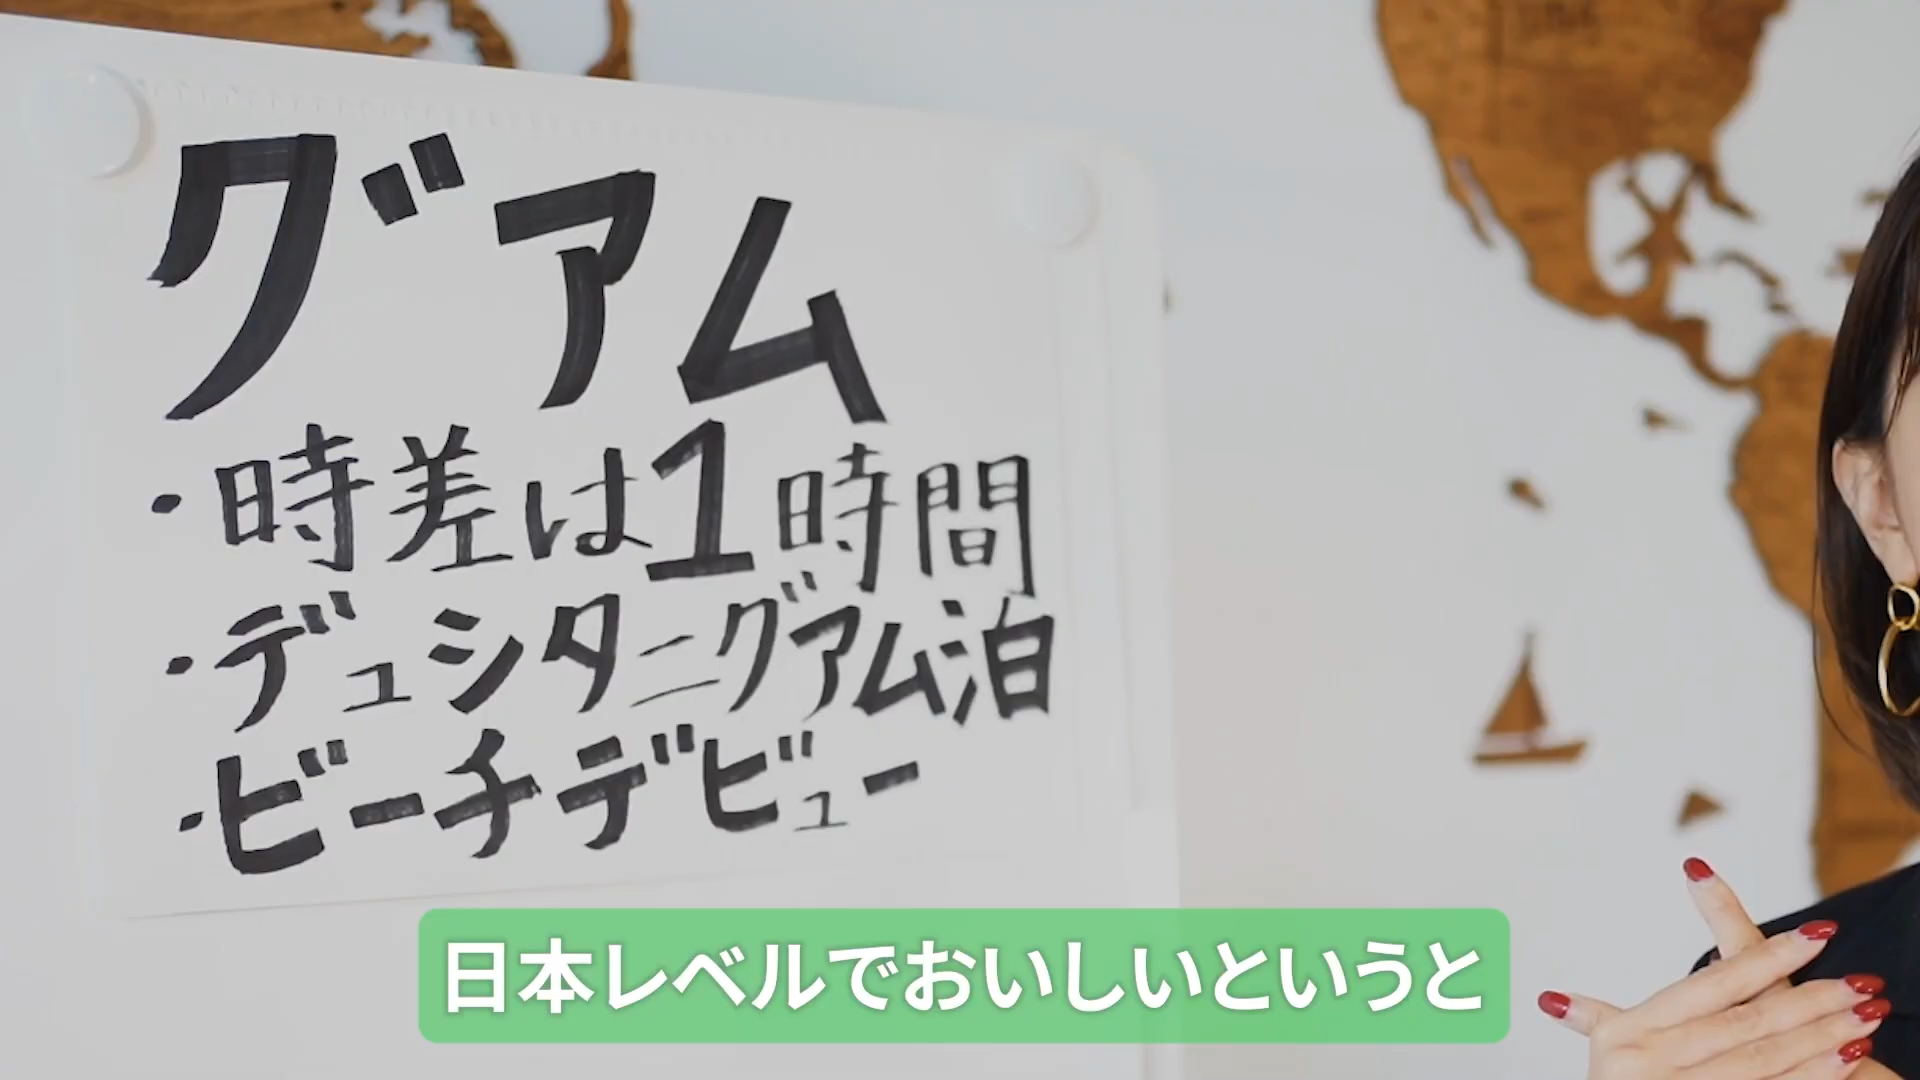 グアム
・時差は1時間
・デュシタニグアム泊
・ビーチデビュー
日本レベルでおいしいというと